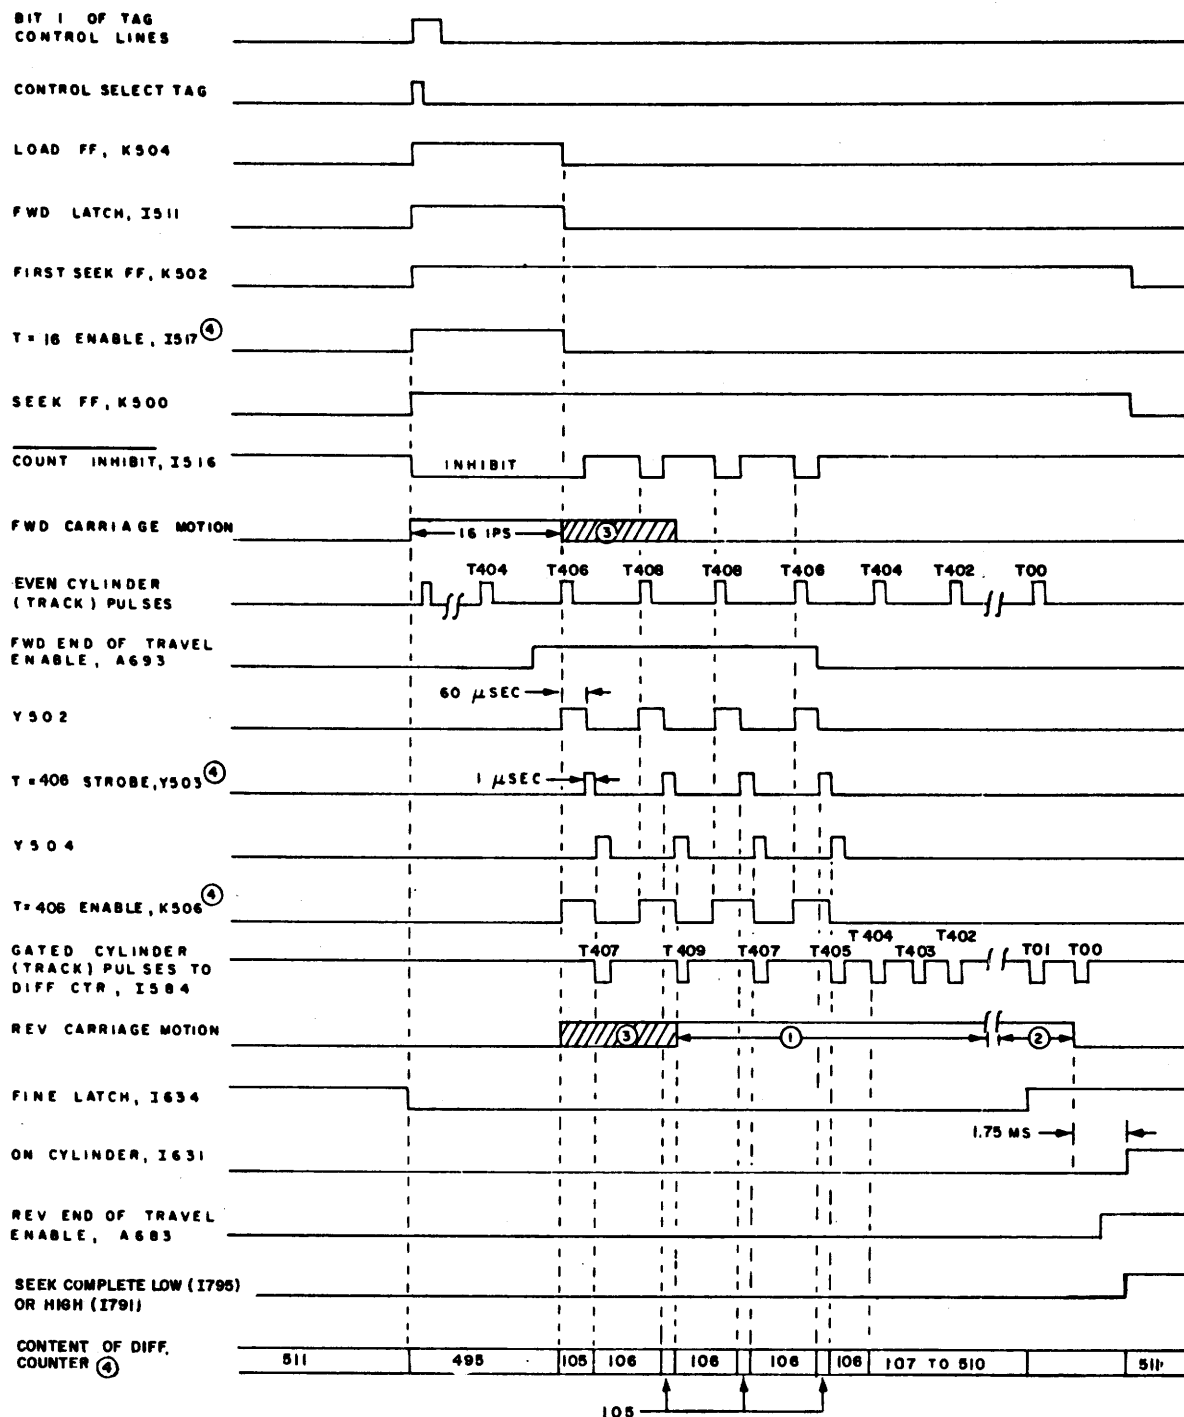 BIT 1 OF TAG
CONTROL LINES
CONTROL SELECT TAG
LOAD FF, K504
FWD LATCH, I511
FIRST SEEK FF, K502
T = 16 ENABLE, I517 ④
SEEK FF, K500
COUNT INHIBIT, I516
INHIBIT
FWD CARRIAGE MOTION
16 IPS
③
EVEN CYLINDER
(TRACK) PULSES
T404 T406 T408 T408 T406 T404 T402 T00
FWD END OF TRAVEL
ENABLE, A693
60 μSEC
Y502
T = 406 STROBE, Y503 ④
1 μSEC
Y504
T = 406 ENABLE, K506 ④
GATED CYLINDER
(TRACK) PULSES TO
DIFF CTR, I584
T407 T409 T407 T405 T404 T403 T402 T01 T00
REV CARRIAGE MOTION
③ ① ②
FINE LATCH, I634
1.75 MS
ON CYLINDER, I631
REV END OF TRAVEL
ENABLE, A683
SEEK COMPLETE LOW (I795)
OR HIGH (I791)
CONTENT OF DIFF.
COUNTER ④
511 495 105 106 106 106 106 107 TO 510 511
105